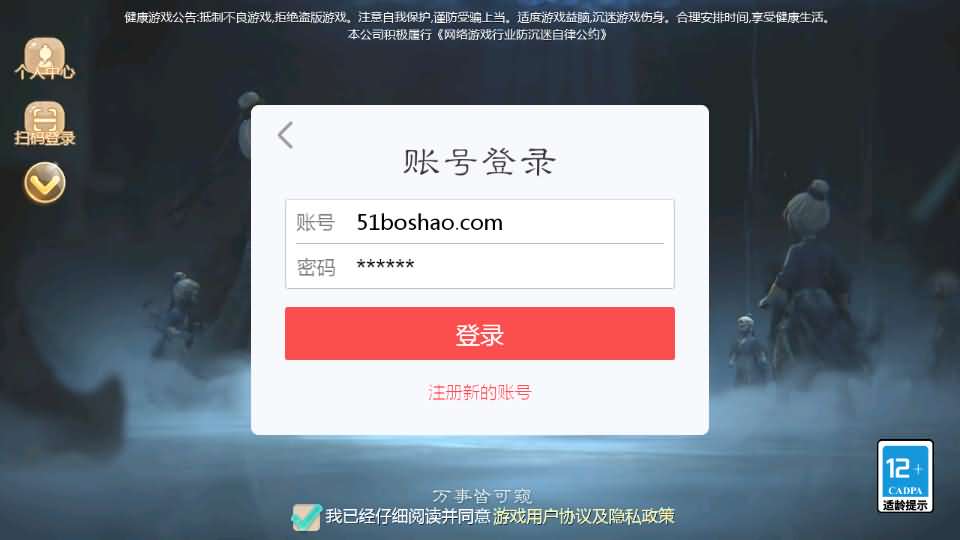 健康游戏公告:抵制不良游戏,拒绝盗版游戏。注意自我保护,谨防受骗上当。适度游戏益脑,沉迷游戏伤身。合理安排时间,享受健康生活。
本公司积极履行《网络游戏行业防沉迷自律公约》
个人中心
扫码登录
账号登录
账号 51boshao.com
密码 ******
登录
注册新的账号
12+
CADPA
适龄提示
万事皆可窥
我已经仔细阅读并同意游戏用户协议及隐私政策